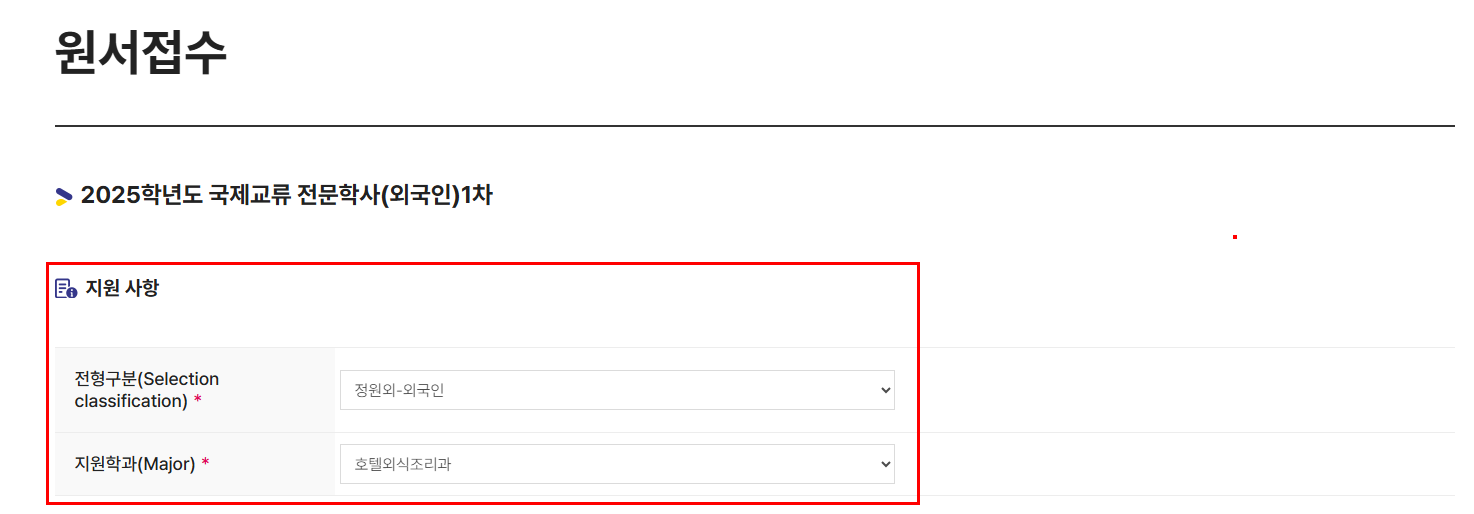 원서접수
2025학년도 국제교류 전문학사(외국인)1차
지원 사항
전형구분(Selection
classification) *
정원외-외국인
지원학과(Major) *
호텔외식조리과